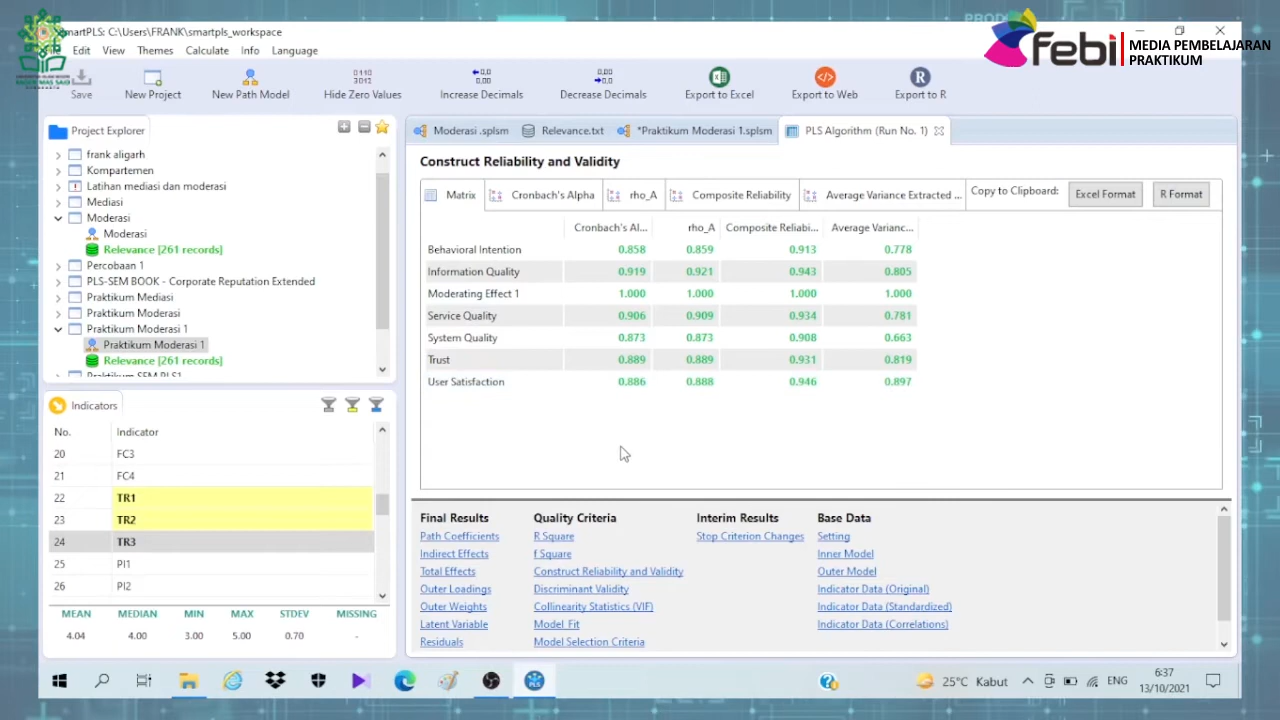 martPLS: C:\Users\FRANK\smartpls_workspace
Edit View Themes Calculate Info Language
Save New Project New Path Model Hide Zero Values Increase Decimals Decrease Decimals Export to Excel Export to Web Export to R
febi MEDIA PEMBELAJARAN
PRAKTIKUM
Project Explorer
frank aligarh
Kompartemen
Latihan mediasi dan moderasi
Mediasi
Moderasi
Moderasi
Relevance [261 records]
Percobaan 1
PLS-SEM BOOK - Corporate Reputation Extended
Praktikum Mediasi
Praktikum Moderasi
Praktikum Moderasi 1
Praktikum Moderasi 1
Relevance [261 records]
Praktikum SEM PLS1
Indicators
No. Indicator
20 FC3
21 FC4
22 TR1
23 TR2
24 TR3
25 PI1
26 PI2
MEAN MEDIAN MIN MAX STDEV MISSING
4.04 4.00 3.00 5.00 0.70 -
Moderasi .splsm Relevance.txt *Praktikum Moderasi 1.splsm PLS Algorithm (Run No. 1)
Construct Reliability and Validity
Matrix Cronbach's Alpha rho_A Composite Reliability Average Variance Extracted ... Copy to Clipboard: Excel Format R Format
Cronbach's Al... rho_A Composite Reliabi... Average Varianc...
Behavioral Intention 0.858 0.859 0.913 0.778
Information Quality 0.919 0.921 0.943 0.805
Moderating Effect 1 1.000 1.000 1.000 1.000
Service Quality 0.906 0.909 0.934 0.781
System Quality 0.873 0.873 0.908 0.663
Trust 0.889 0.889 0.931 0.819
User Satisfaction 0.886 0.888 0.946 0.897
Final Results Quality Criteria Interim Results Base Data
Path Coefficients R Square Stop Criterion Changes Setting
Indirect Effects f Square Inner Model
Total Effects Construct Reliability and Validity Outer Model
Outer Loadings Discriminant Validity Indicator Data (Original)
Outer Weights Collinearity Statistics (VIF) Indicator Data (Standardized)
Latent Variable Model_Fit Indicator Data (Correlations)
Residuals Model Selection Criteria
25°C Kabut ENG 6:37
13/10/2021